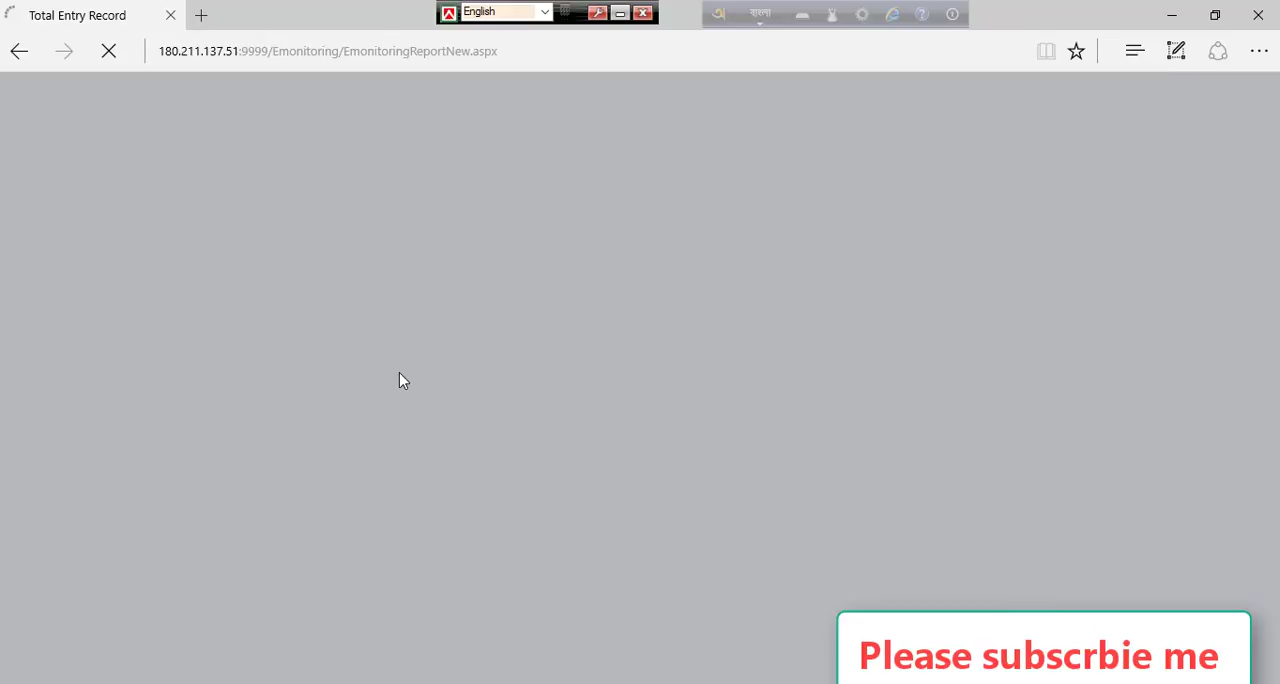 Total Entry Record
English
বাংলা
180.211.137.51:9999/Emonitoring/EmonitoringReportNew.aspx
Please subscrbie me